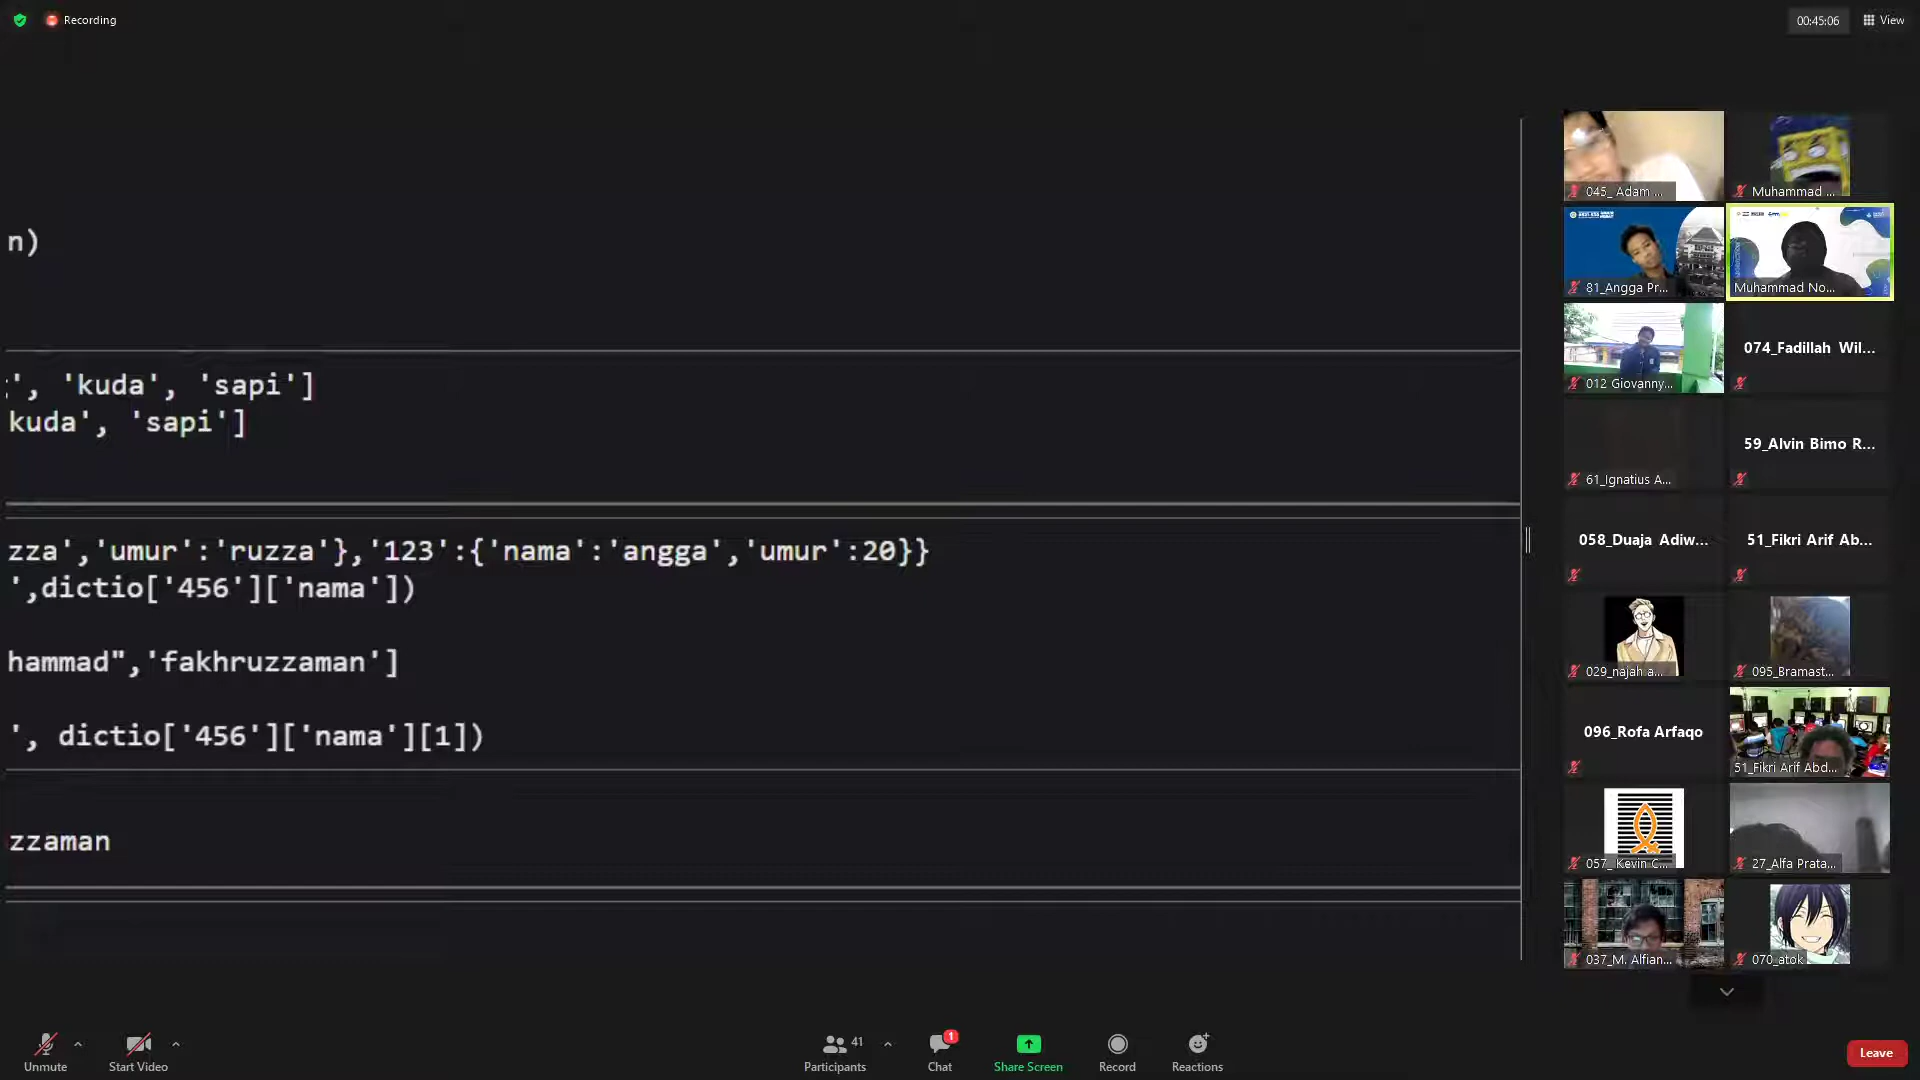 Recording
00:45:06
View
n)
', 'kuda', 'sapi']
kuda', 'sapi']
zza','umur':'ruzza'},'123':{'nama':'angga','umur':20}}
',dictio['456']['nama'])
hammad",'fakhruzzaman']
', dictio['456']['nama'][1])
zzaman
045_ Adam ...
Muhammad ...
81_Angga Pr...
Muhammad No...
012 Giovanny...
074_Fadillah Wil...
61_Ignatius A...
59_Alvin Bimo R...
058_Duaja Adiw...
51_Fikri Arif Ab...
029_najah a...
095_Bramast...
096_Rofa Arfaqo
51_Fikri Arif Abd...
057_ Kevin C...
27_Alfa Prata...
037_M. Alfian...
070_atok
Unmute
Start Video
Participants
41
Chat
1
Share Screen
Record
Reactions
Leave